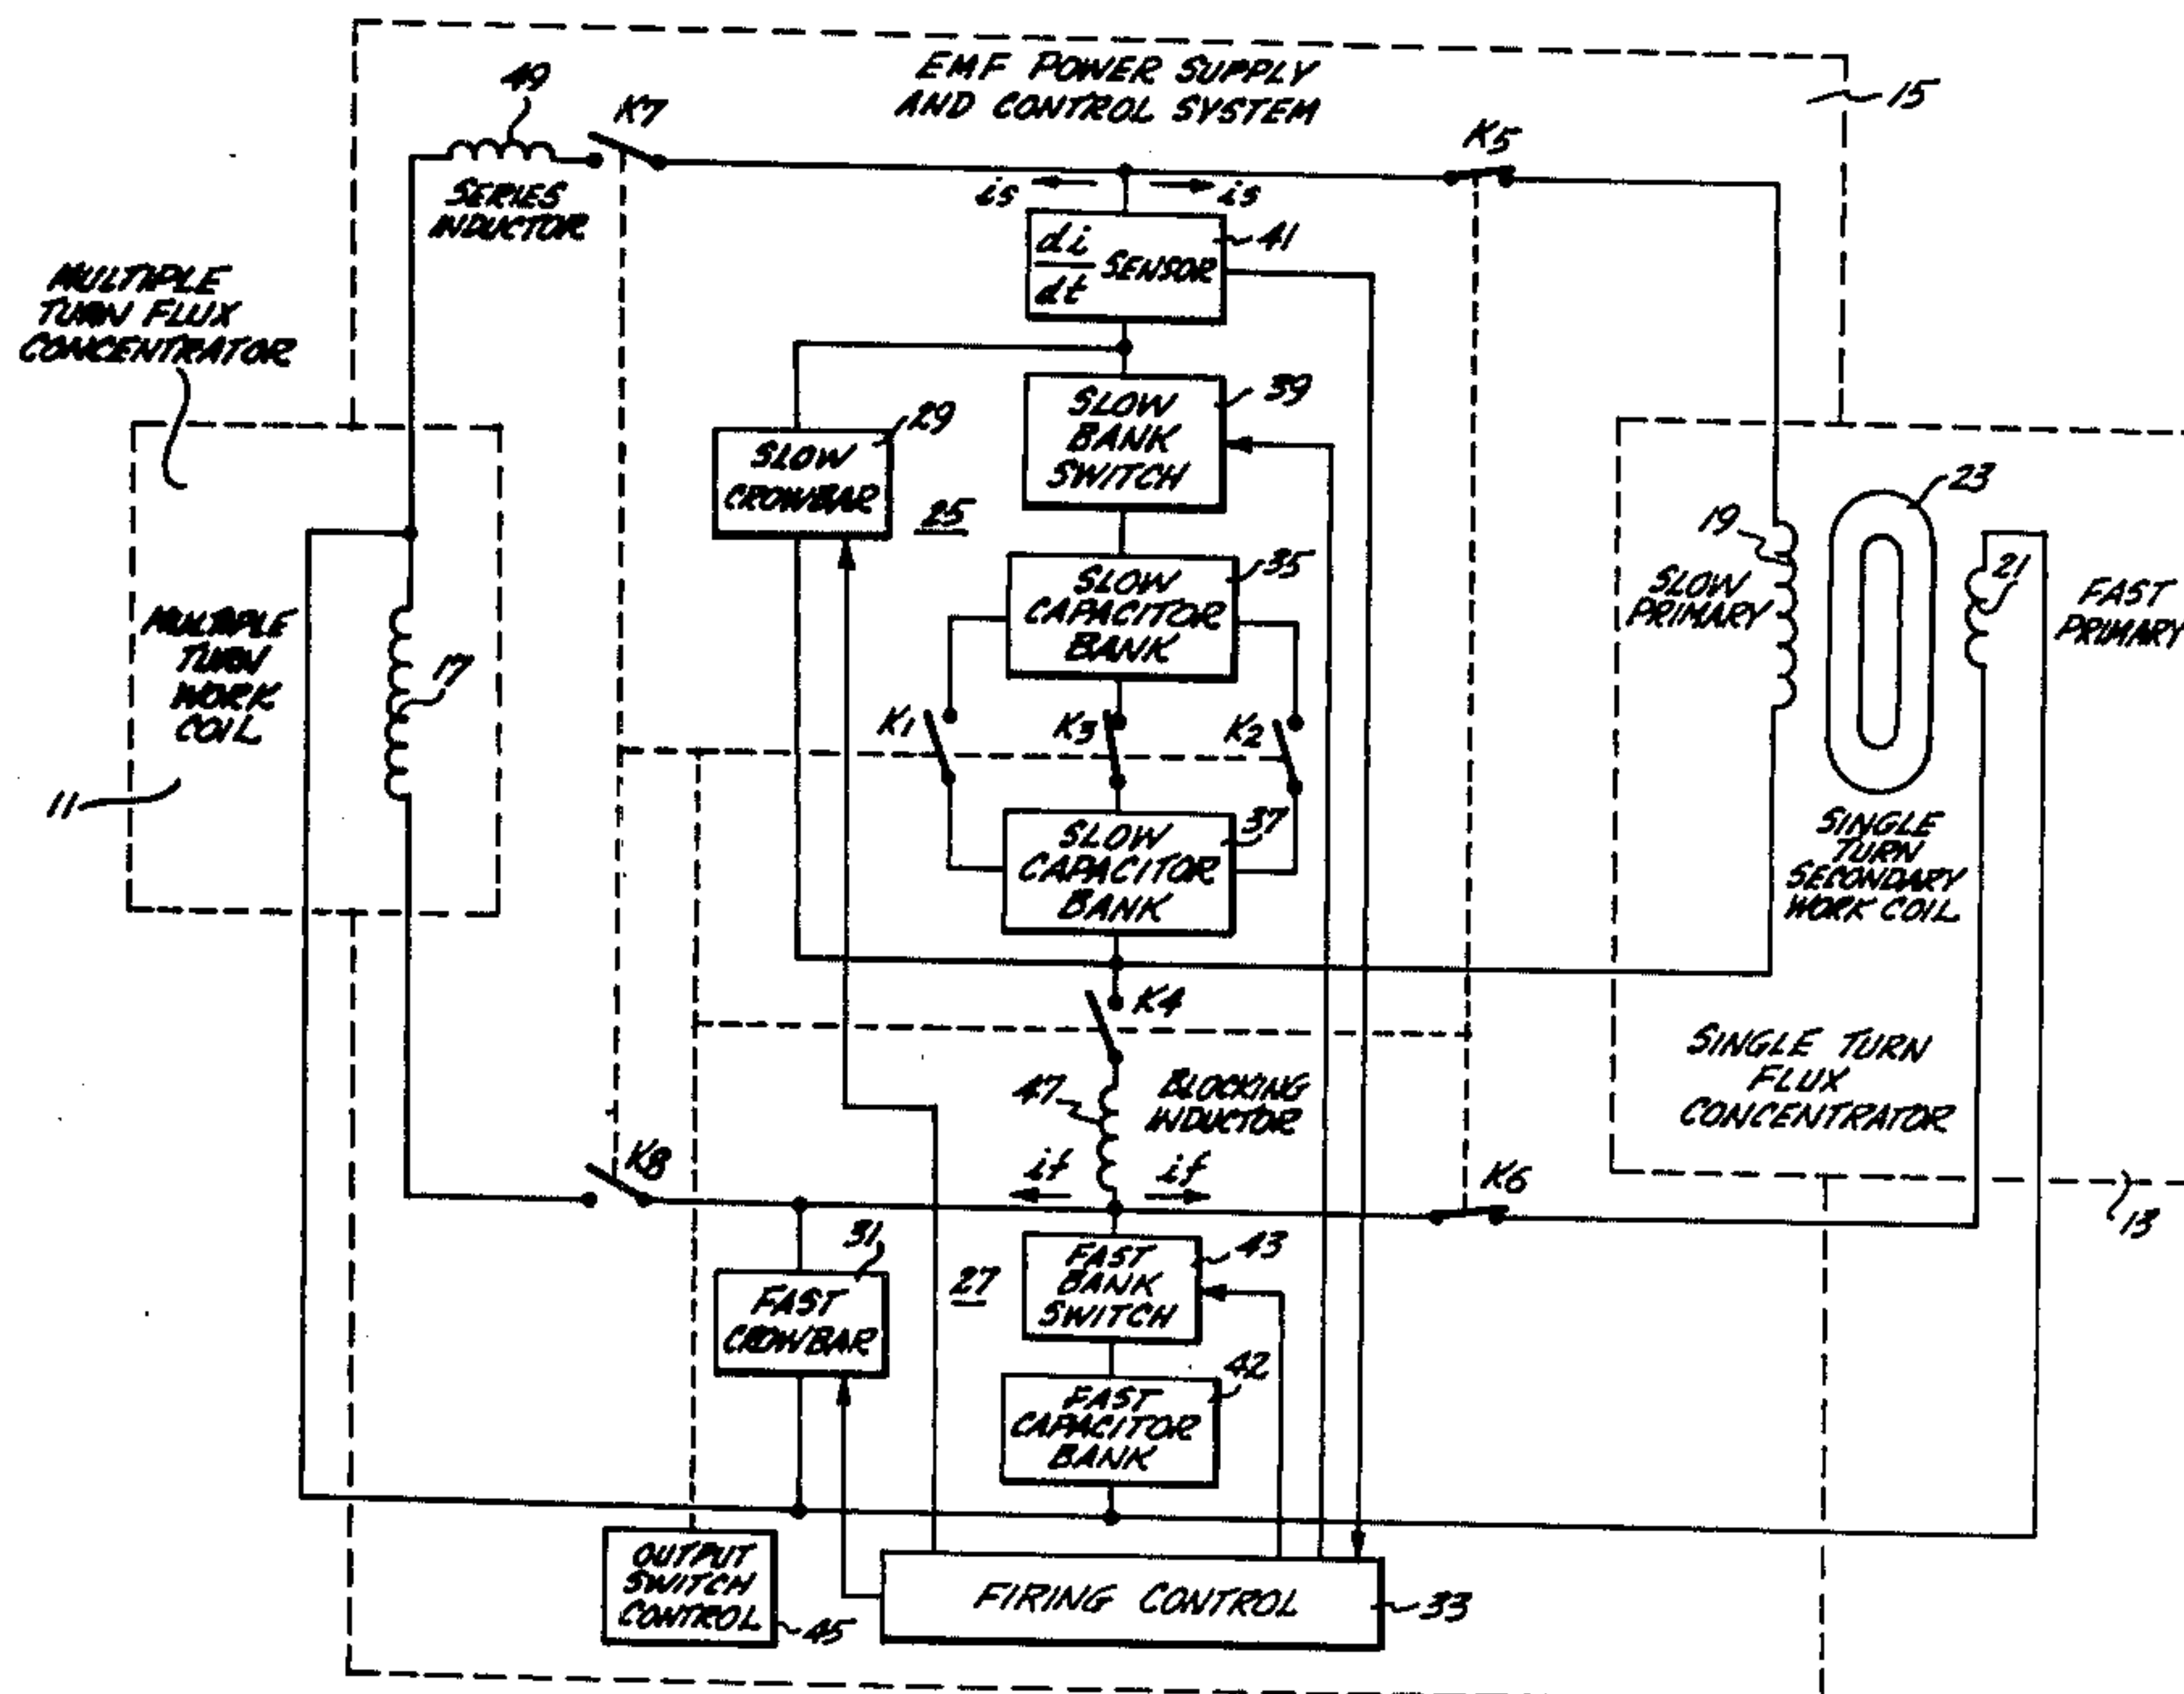 EMF POWER SUPPLY
AND CONTROL SYSTEM
15
49
K7
K5
SERIES
INDUCTOR
is
is
di
dt
SENSOR
41
MULTIPLE
TURN FLUX
CONCENTRATOR
SLOW
BANK
SWITCH
39
SLOW
CROWBAR
29
25
23
19
SLOW
PRIMARY
21
FAST
PRIMARY
SLOW
CAPACITOR
BANK
35
MULTIPLE
TURN
WORK
COIL
17
K1
K3
K2
11
SLOW
CAPACITOR
BANK
37
SINGLE
TURN
SECONDARY
WORK COIL
K4
SINGLE TURN
FLUX
CONCENTRATOR
47
BLOCKING
INDUCTOR
K8
if
if
K6
13
31
FAST
CROWBAR
27
FAST
BANK
SWITCH
43
FAST
CAPACITOR
BANK
42
OUTPUT
SWITCH
CONTROL
45
FIRING CONTROL
33